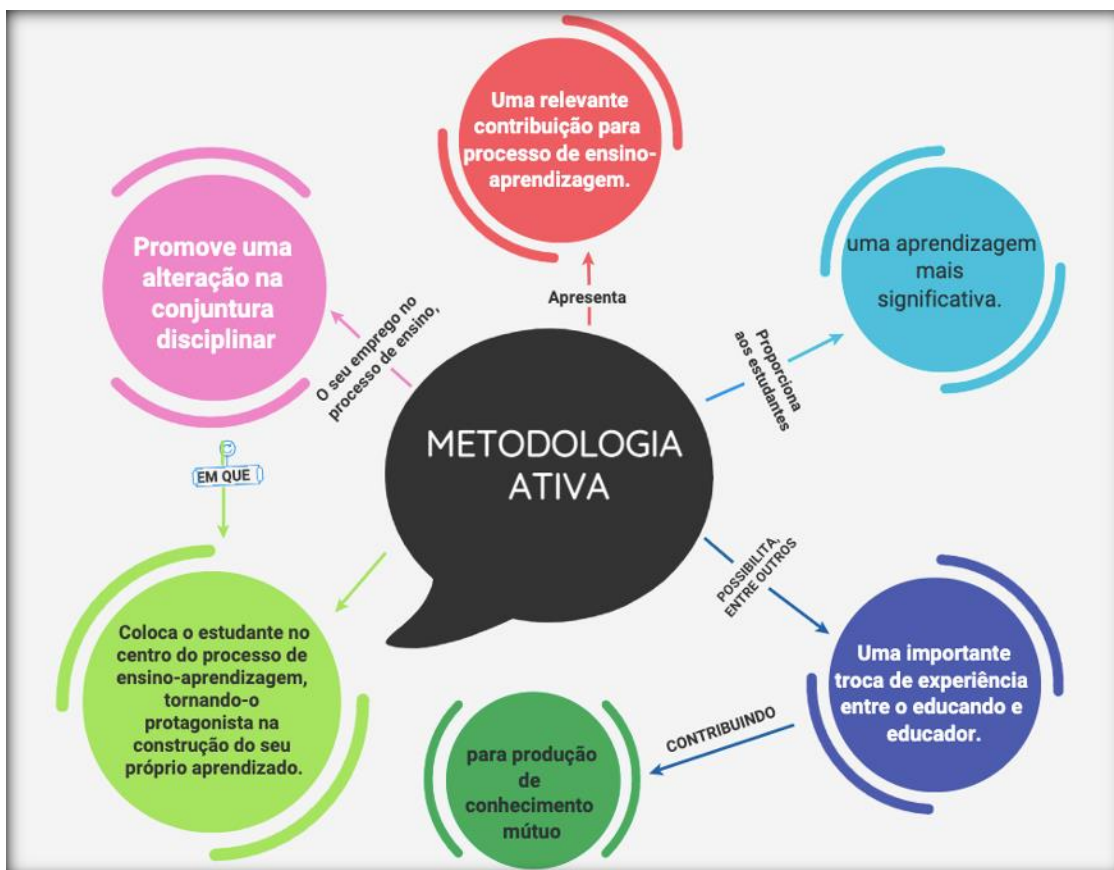 Uma relevante
contribuição para
processo de ensino-
aprendizagem.
Apresenta
Promove uma
alteração na
conjuntura
disciplinar
O seu emprego no
processo de ensino,
uma aprendizagem
mais
significativa.
Proporciona
aos estudantes
METODOLOGIA
ATIVA
EM QUE
Coloca o estudante no
centro do processo de
ensino-aprendizagem,
tornando-o
protagonista na
construção do seu
próprio aprendizado.
POSSIBILITA,
ENTRE OUTROS
Uma importante
troca de experiência
entre o educando e
educador.
CONTRIBUINDO
para produção
de
conhecimento
mútuo